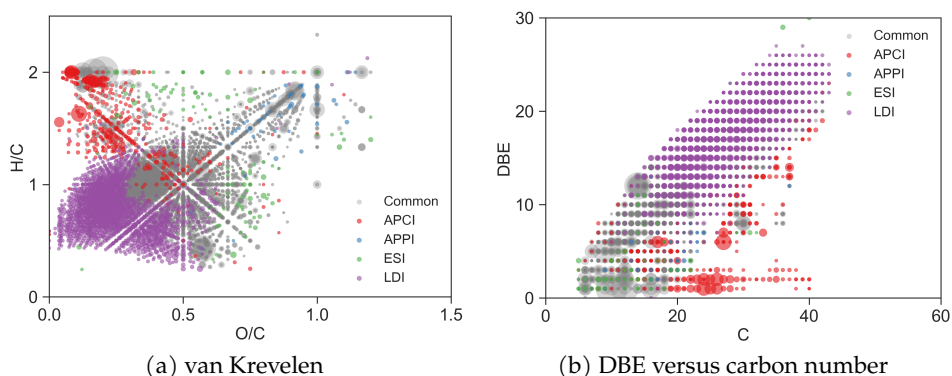 2
1
0
H/C
0.0
0.5
1.0
1.5
O/C
Common
APCI
APPI
ESI
LDI
(a) van Krevelen
30
20
10
0
DBE
0
20
40
60
C
Common
APCI
APPI
ESI
LDI
(b) DBE versus carbon number